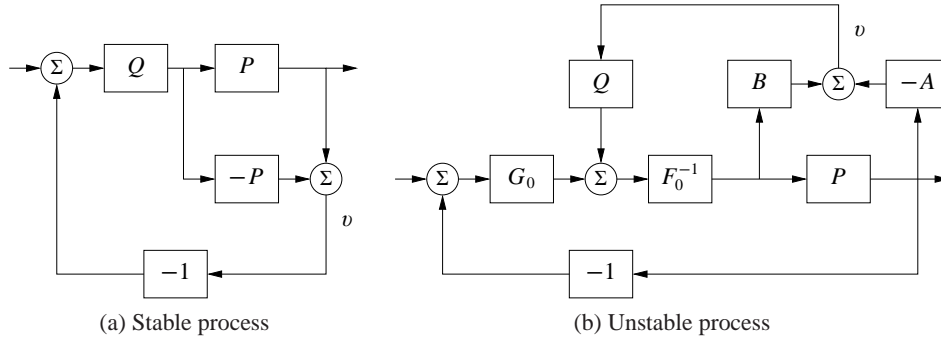 Σ Q P
−P Σ
υ
−1
(a) Stable process
υ
Q B Σ −A
Σ G₀ Σ F₀⁻¹ P
−1
(b) Unstable process